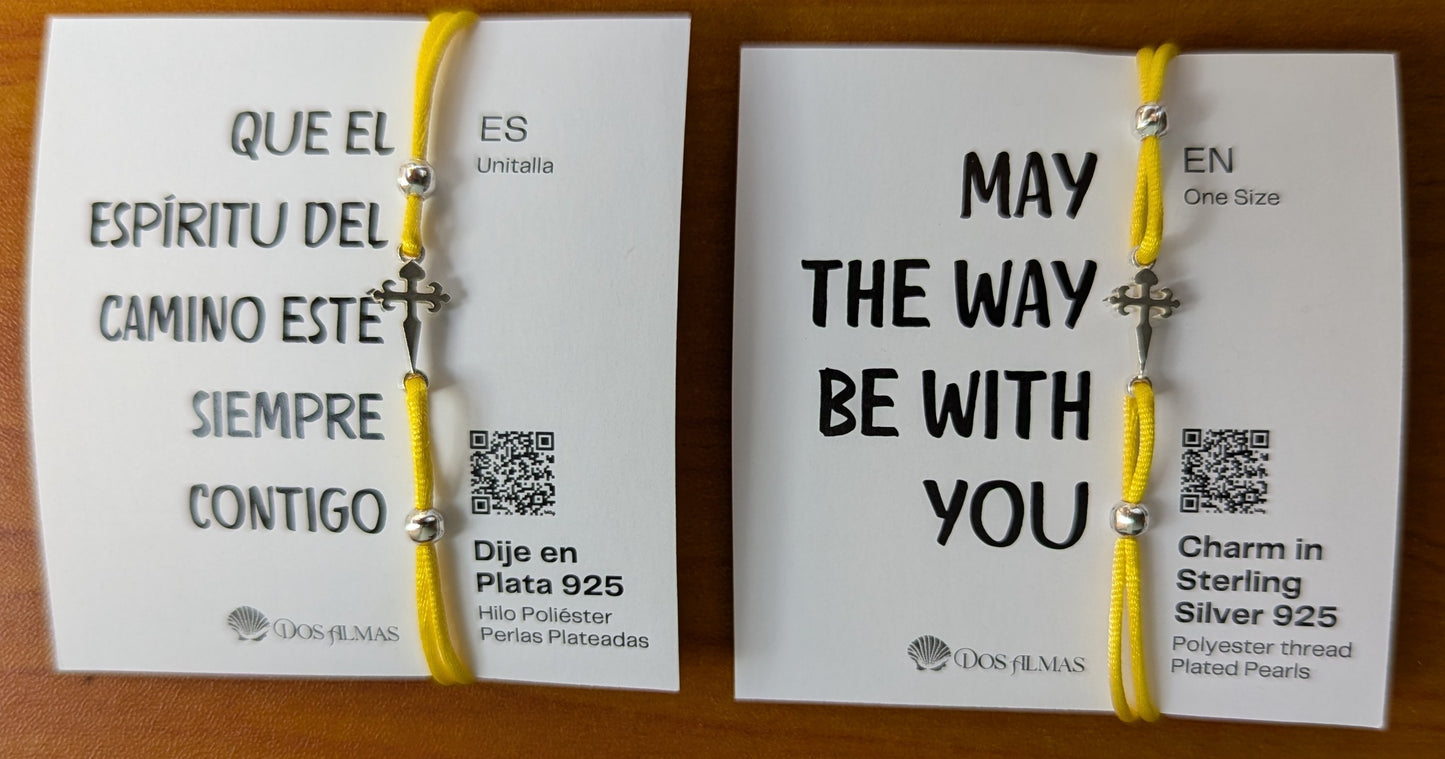 QUE EL
ESPÍRITU DEL
CAMINO ESTÉ
SIEMPRE
CONTIGO
ES
Unitalla
Dije en
Plata 925
Hilo Poliéster
Perlas Plateadas
DOS ALMAS
MAY
THE WAY
BE WITH
YOU
EN
One Size
Charm in
Sterling
Silver 925
Polyester thread
Plated Pearls
DOS ALMAS